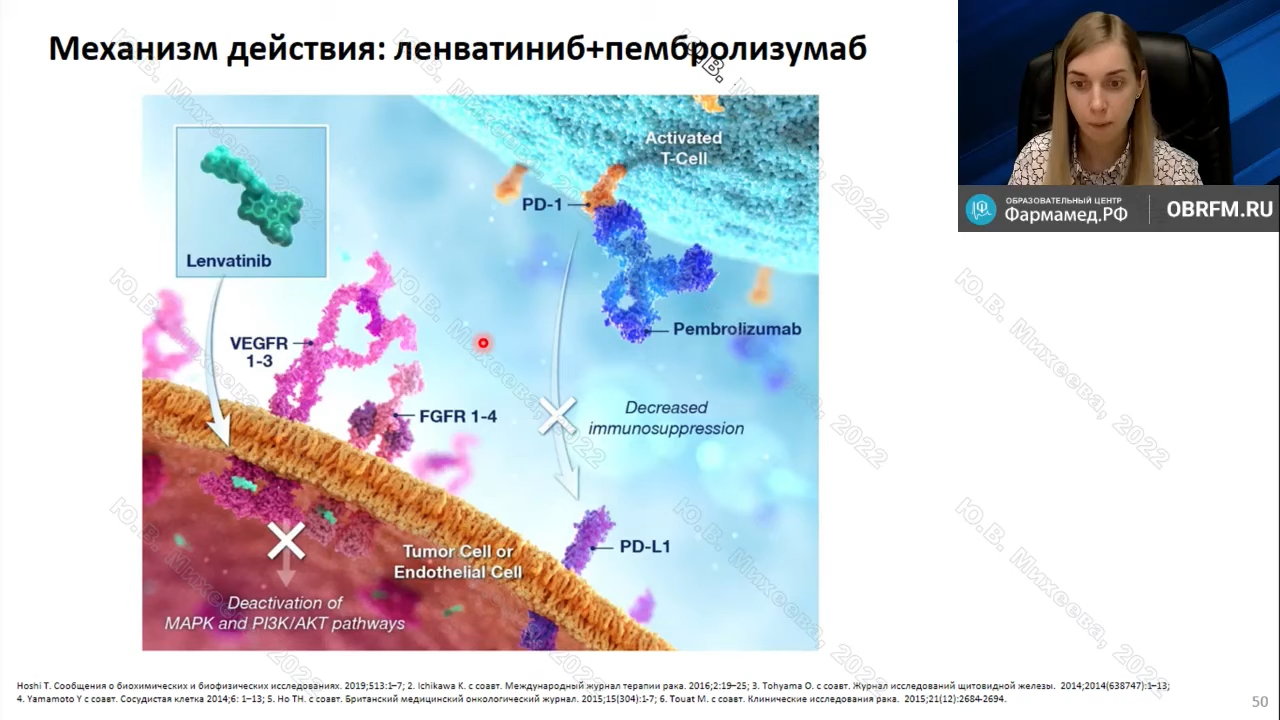 Механизм действия: ленватиниб+пембролизумаб
ОБРАЗОВАТЕЛЬНЫЙ ЦЕНТР
Фармамед.РФ
OBRFM.RU
Activated
T-Cell
PD-1
Lenvatinib
Pembrolizumab
VEGFR
1-3
FGFR 1-4
Decreased
immunosuppression
PD-L1
Tumor Cell or
Endothelial Cell
Deactivation of
MAPK and PI3K/AKT pathways
Ю.В. Михеева, 2022
Hoshi T. Сообщения о биохимических и биофизических исследованиях. 2019;513:1–7; 2. Ichikawa K. с соавт. Международный журнал терапии рака. 2016;2:19–25; 3. Tohyama O. с соавт. Журнал исследований щитовидной железы. 2014;2014(638747):1–13;
4. Yamamoto Y с соавт. Сосудистая клетка 2014;6: 1–13; 5. Ho TH. с соавт. Британский медицинский онкологический журнал. 2015;15(304):1-7; 6. Touat M. с соавт. Клинические исследования рака. 2015;21(12):2684-2694.
50